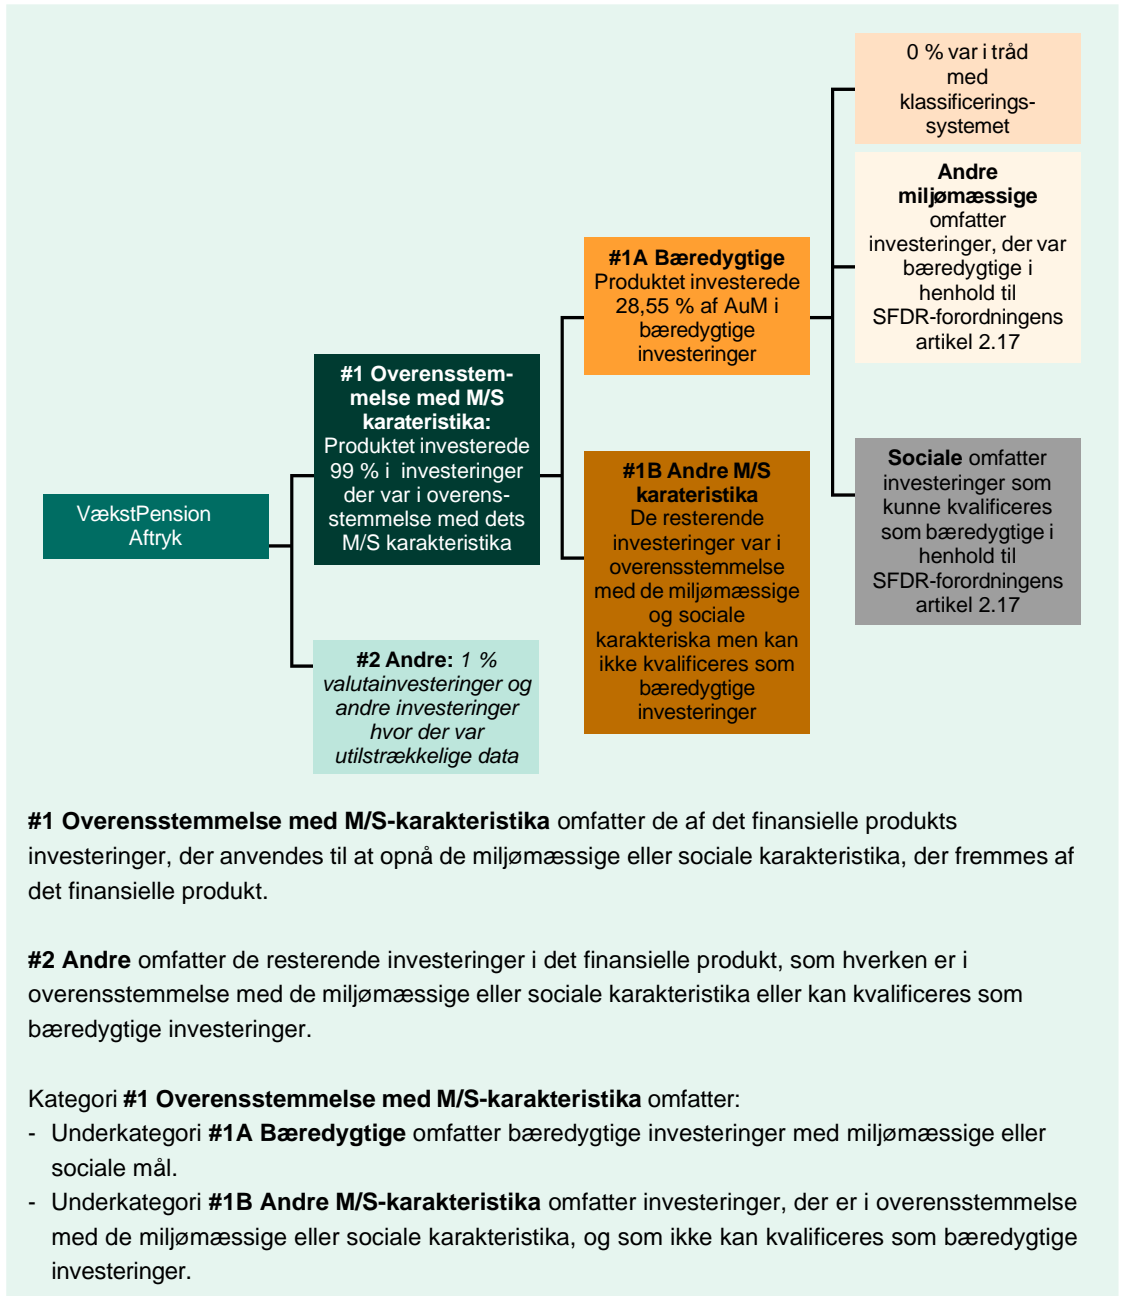 VækstPension
Aftryk
#1 Overensstem-
melse med M/S
karateristika:
Produktet investerede
99 % i investeringer
der var i overens-
stemmelse med dets
M/S karakteristika
#2 Andre: 1 %
valutainvesteringer og
andre investeringer
hvor der var
utilstrækkelige data
#1A Bæredygtige
Produktet investerede
28,55 % af AuM i
bæredygtige
investeringer
#1B Andre M/S
karateristika
De resterende
investeringer var i
overensstemmelse
med de miljømæssige
og sociale
karakteriska men kan
ikke kvalificeres som
bæredygtige
investeringer
0 % var i tråd
med
klassificerings-
systemet
Andre
miljømæssige
omfatter
investeringer, der var
bæredygtige i
henhold til
SFDR-forordningens
artikel 2.17
Sociale omfatter
investeringer som
kunne kvalificeres
som bæredygtige i
henhold til
SFDR-forordningens
artikel 2.17
#1 Overensstemmelse med M/S-karakteristika omfatter de af det finansielle produkts
investeringer, der anvendes til at opnå de miljømæssige eller sociale karakteristika, der fremmes af
det finansielle produkt.
#2 Andre omfatter de resterende investeringer i det finansielle produkt, som hverken er i
overensstemmelse med de miljømæssige eller sociale karakteristika eller kan kvalificeres som
bæredygtige investeringer.
Kategori #1 Overensstemmelse med M/S-karakteristika omfatter:
- Underkategori #1A Bæredygtige omfatter bæredygtige investeringer med miljømæssige eller
sociale mål.
- Underkategori #1B Andre M/S-karakteristika omfatter investeringer, der er i overensstemmelse
med de miljømæssige eller sociale karakteristika, og som ikke kan kvalificeres som bæredygtige
investeringer.